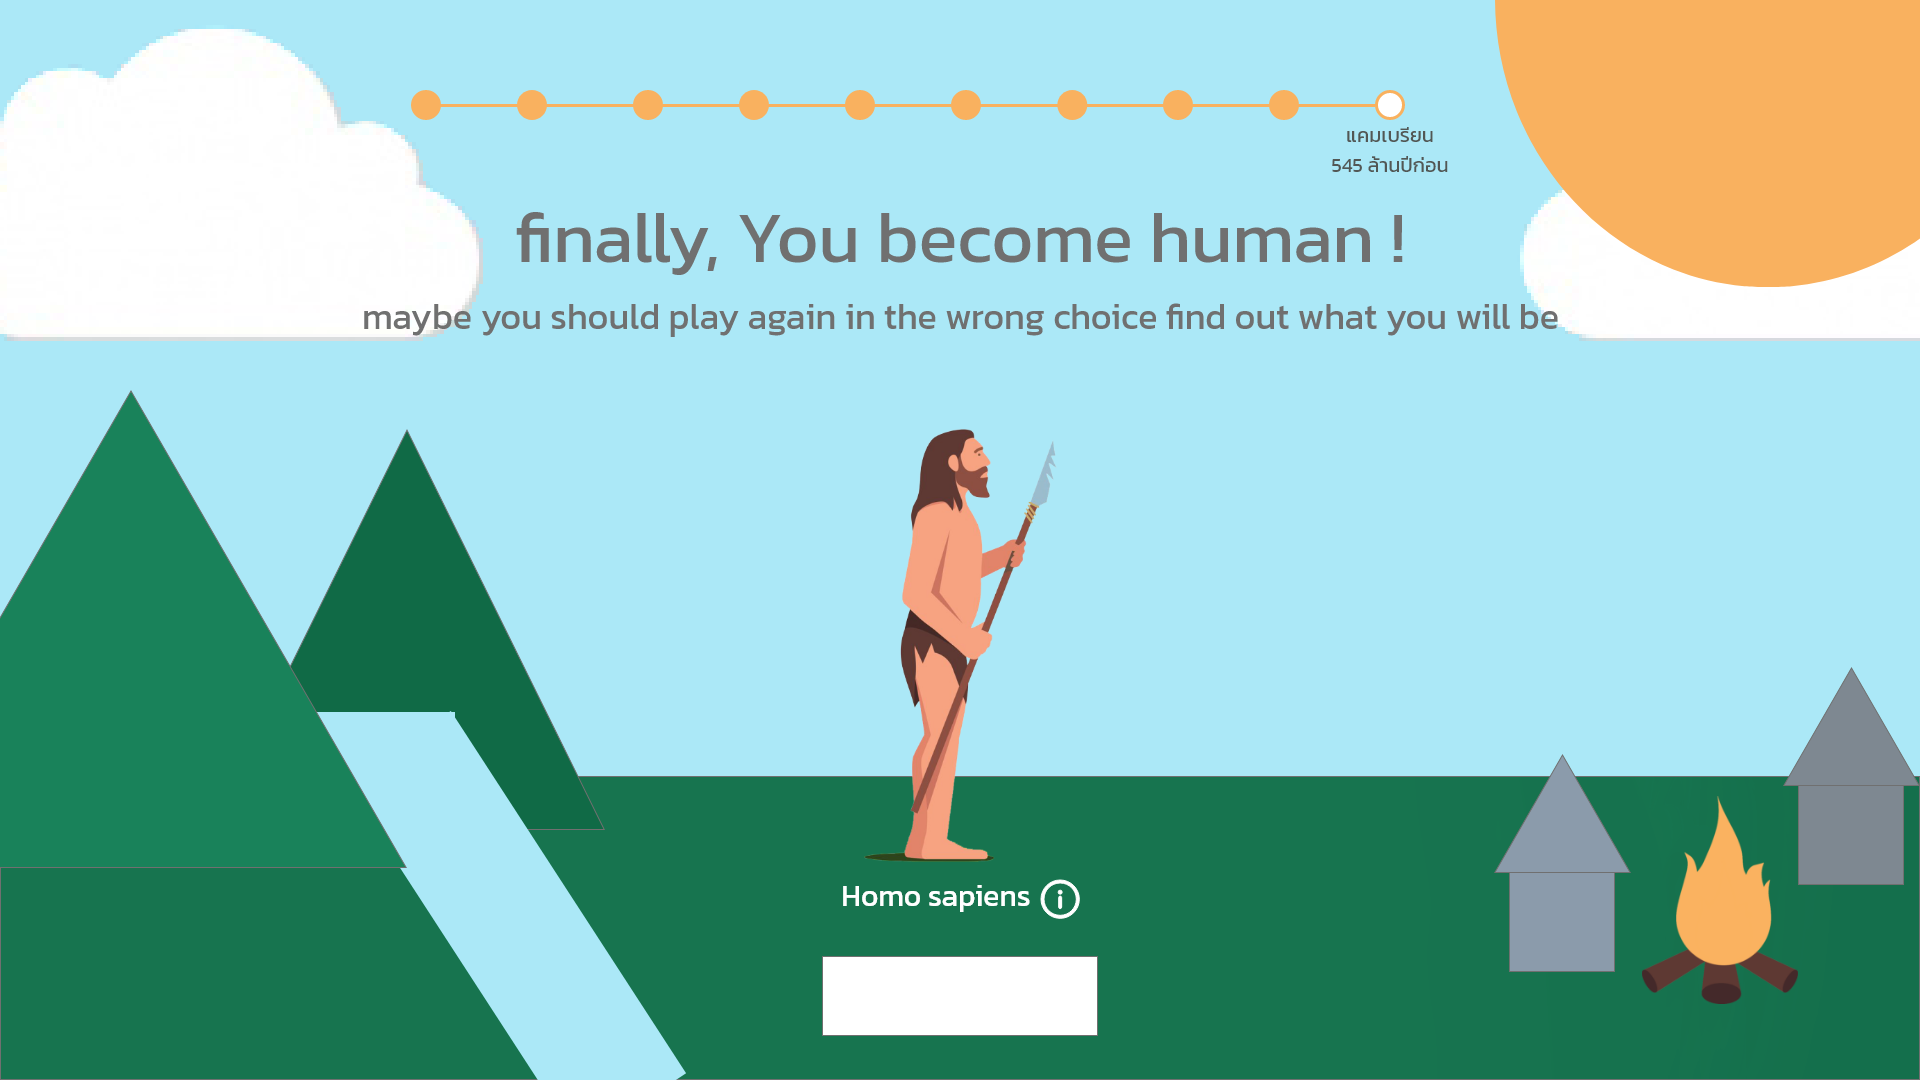 แคมเบรียน
545 ล้านปีก่อน
finally, You become human !
maybe you should play again in the wrong choice find out what you will be
Homo sapiens